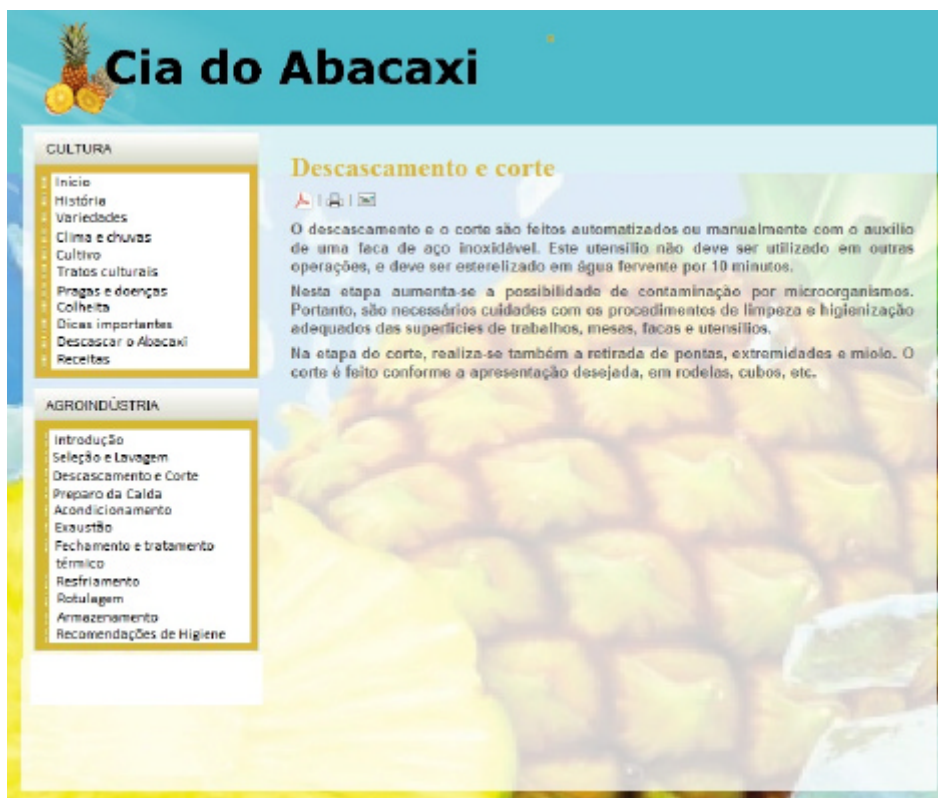 Cia do Abacaxi
CULTURA
Inicio
História
Variedades
Clima e chuvas
Cultivo
Tratos culturais
Pragas e doenças
Colheita
Dicas importantes
Descascar o Abacaxi
Receitas
AGROINDÚSTRIA
Introdução
Seleção e Lavagem
Descascamento e Corte
Preparo da Calda
Acondicionamento
Exaustão
Fechamento e tratamento
térmico
Resfriamento
Rotulagem
Armazenamento
Recomendações de Higiene
Descascamento e corte
O descascamento e o corte são feitos automatizados ou manualmente com o auxílio
de uma faca de aço inoxidável. Este utensílio não deve ser utilizado em outras
operações, e deve ser esterelizado em água fervente por 10 minutos.
Nesta etapa aumenta-se a possibilidade de contaminação por microorganismos.
Portanto, são necessários cuidados com os procedimentos de limpeza e higienização
adequados das superfícies de trabalhos, mesas, facas e utensílios.
Na etapa do corte, realiza-se também a retirada de pontas, extremidades e miolo. O
corte é feito conforme a apresentação desejada, em rodelas, cubos, etc.